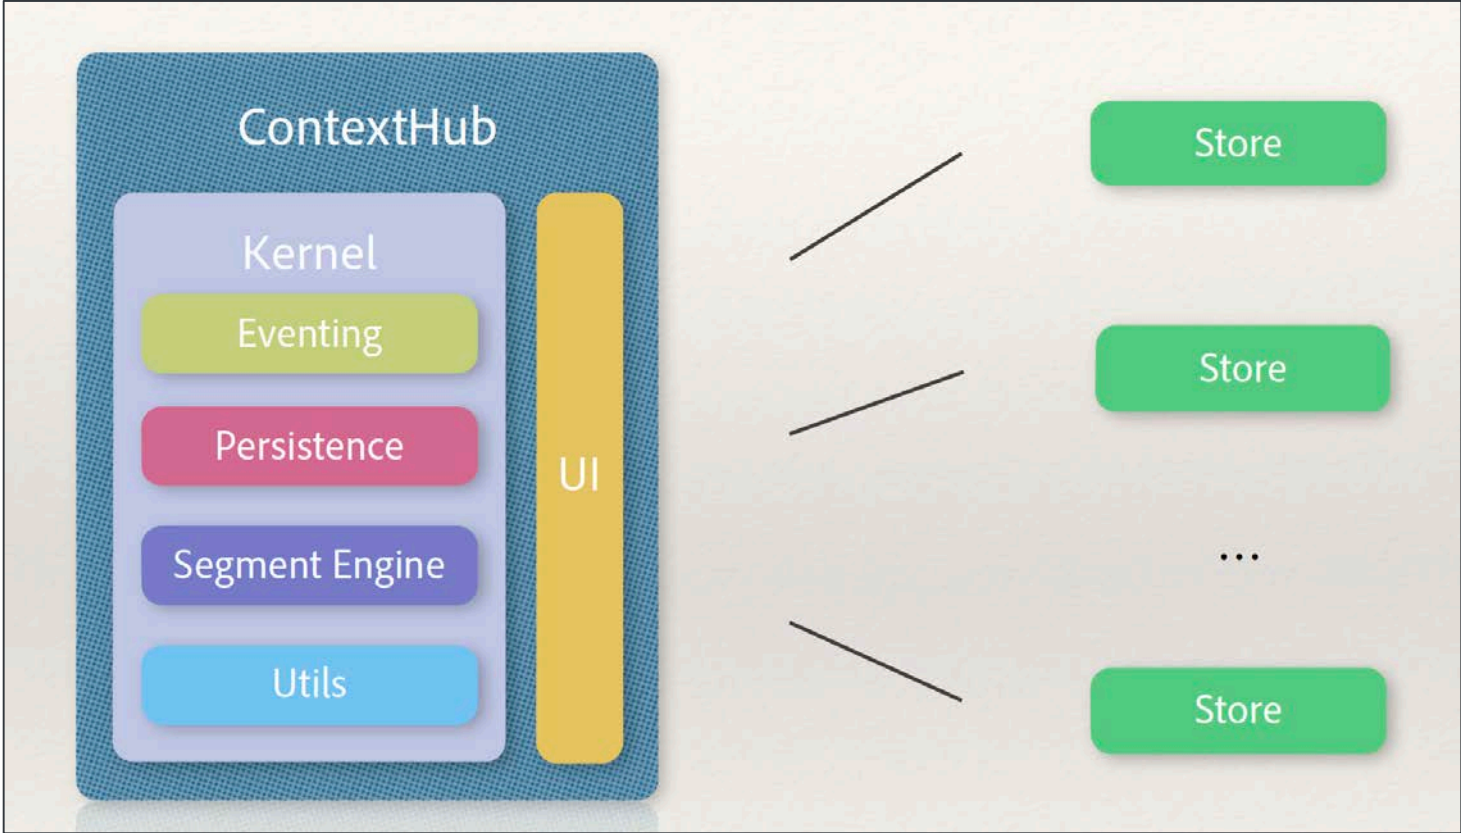 ContextHub
Kernel
Eventing
Persistence
Segment Engine
Utils
UI
Store
Store
...
Store